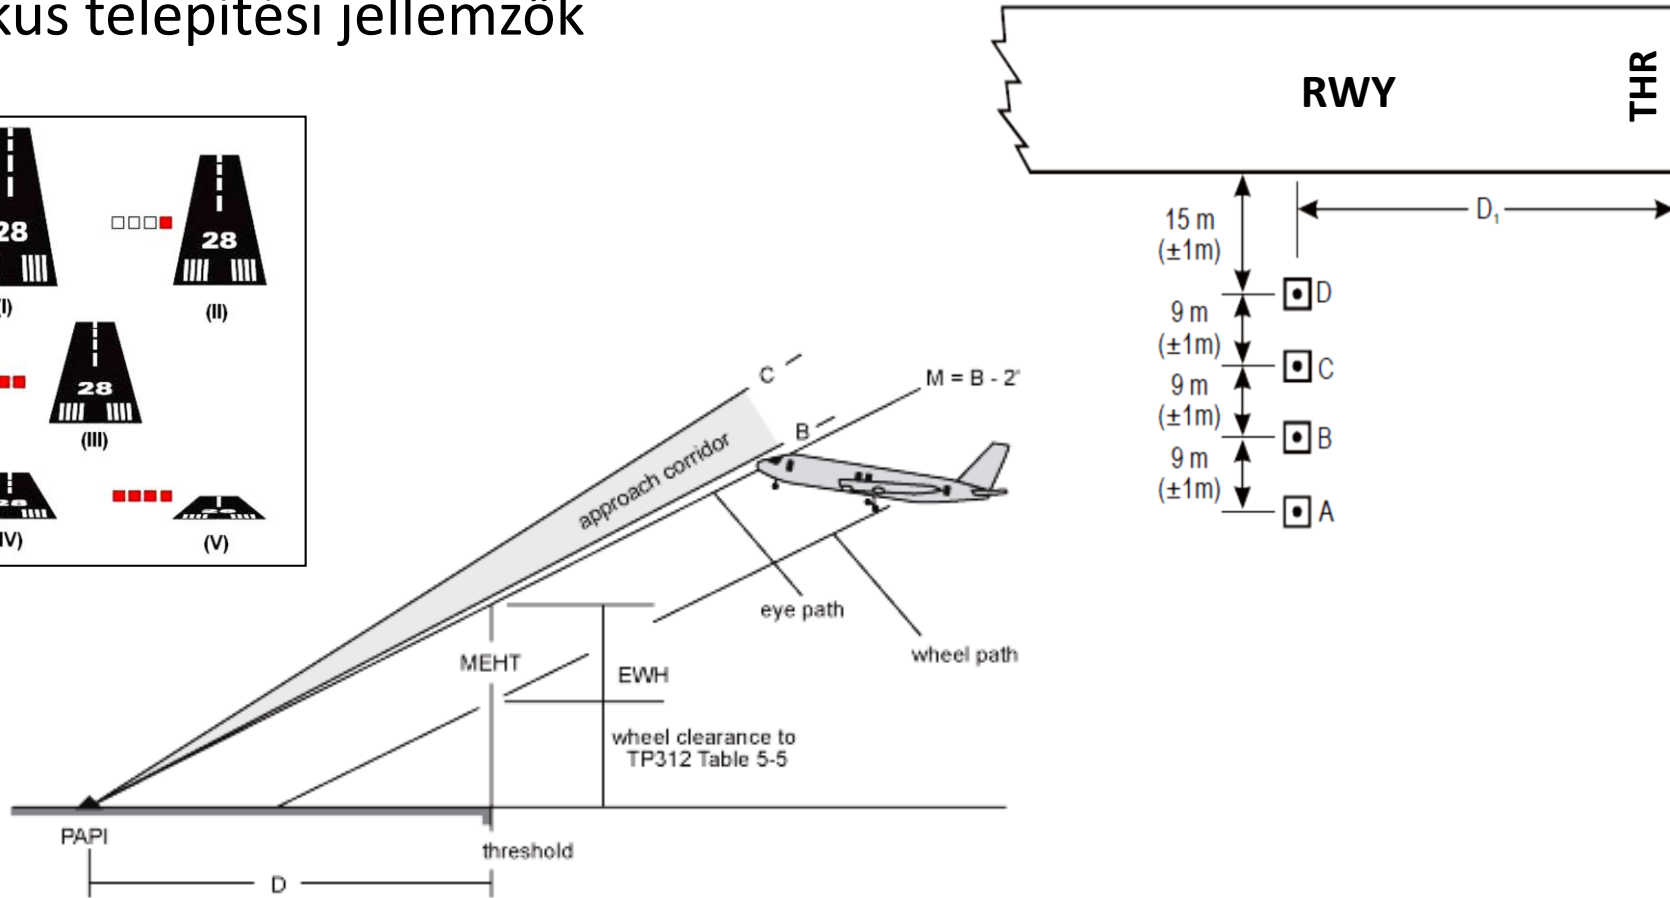 kus telepítési jellemzők
RWY
THR
28
28
(I)
(II)
28
(III)
28
(IV)
(V)
15 m
(±1m)
D₁
D
9 m
(±1m)
C
9 m
(±1m)
B
9 m
(±1m)
A
C
M = B - 2'
B
approach corridor
eye path
wheel path
MEHT
EWH
wheel clearance to
TP312 Table 5-5
PAPI
threshold
D